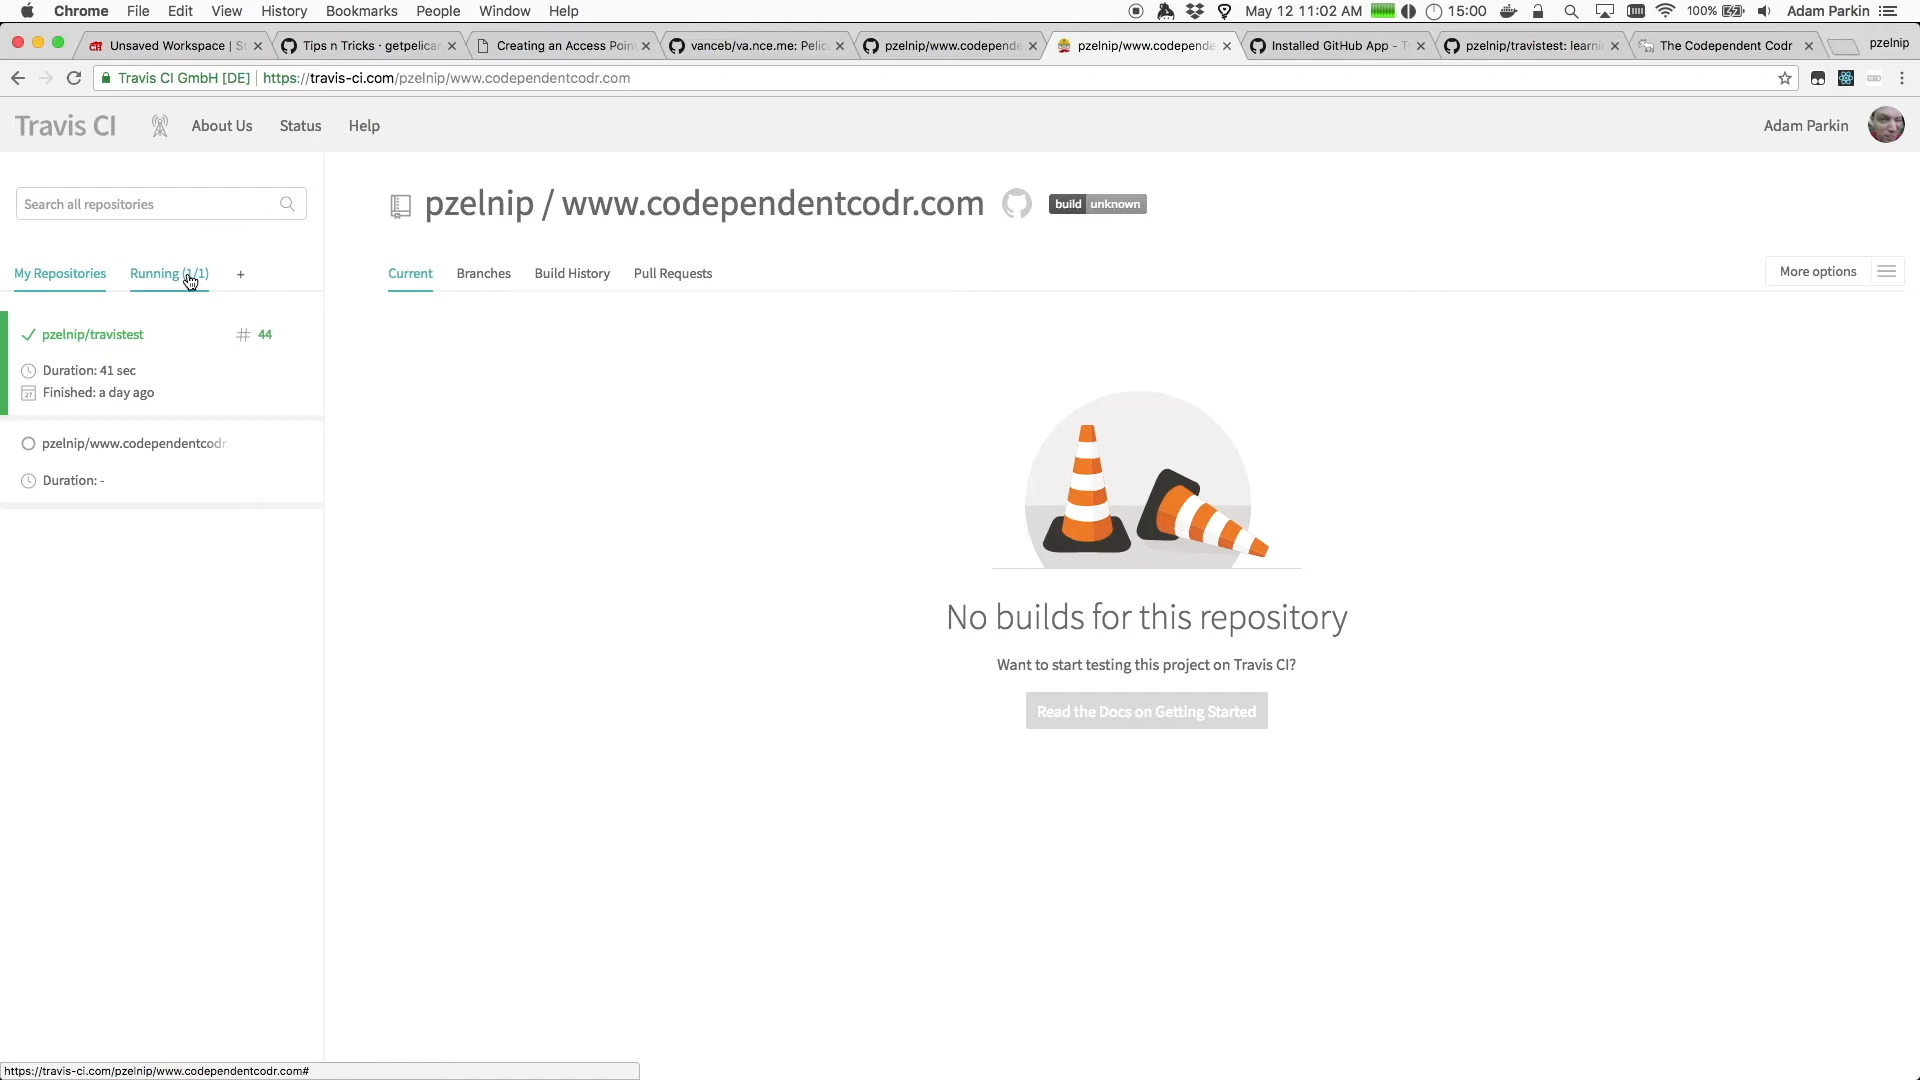 Chrome File Edit View History Bookmarks People Window Help May 12 11:02 AM 15:00 100% Adam Parkin
Unsaved Workspace | St Tips n Tricks · getpelican Creating an Access Point vanceb/va.nce.me: Pelic pzelnip/www.codepende pzelnip/www.codepende Installed GitHub App - T pzelnip/travistest: learni The Codependent Codr pzelnip
Travis CI GmbH [DE] https://travis-ci.com/pzelnip/www.codependentcodr.com
Travis CI About Us Status Help Adam Parkin
Search all repositories
pzelnip / www.codependentcodr.com build unknown
My Repositories Running (1/1) +
Current Branches Build History Pull Requests More options
pzelnip/travistest # 44
Duration: 41 sec
27 Finished: a day ago
pzelnip/www.codependentcodr.
Duration: -
No builds for this repository
Want to start testing this project on Travis CI?
Read the Docs on Getting Started
https://travis-ci.com/pzelnip/www.codependentcodr.com#